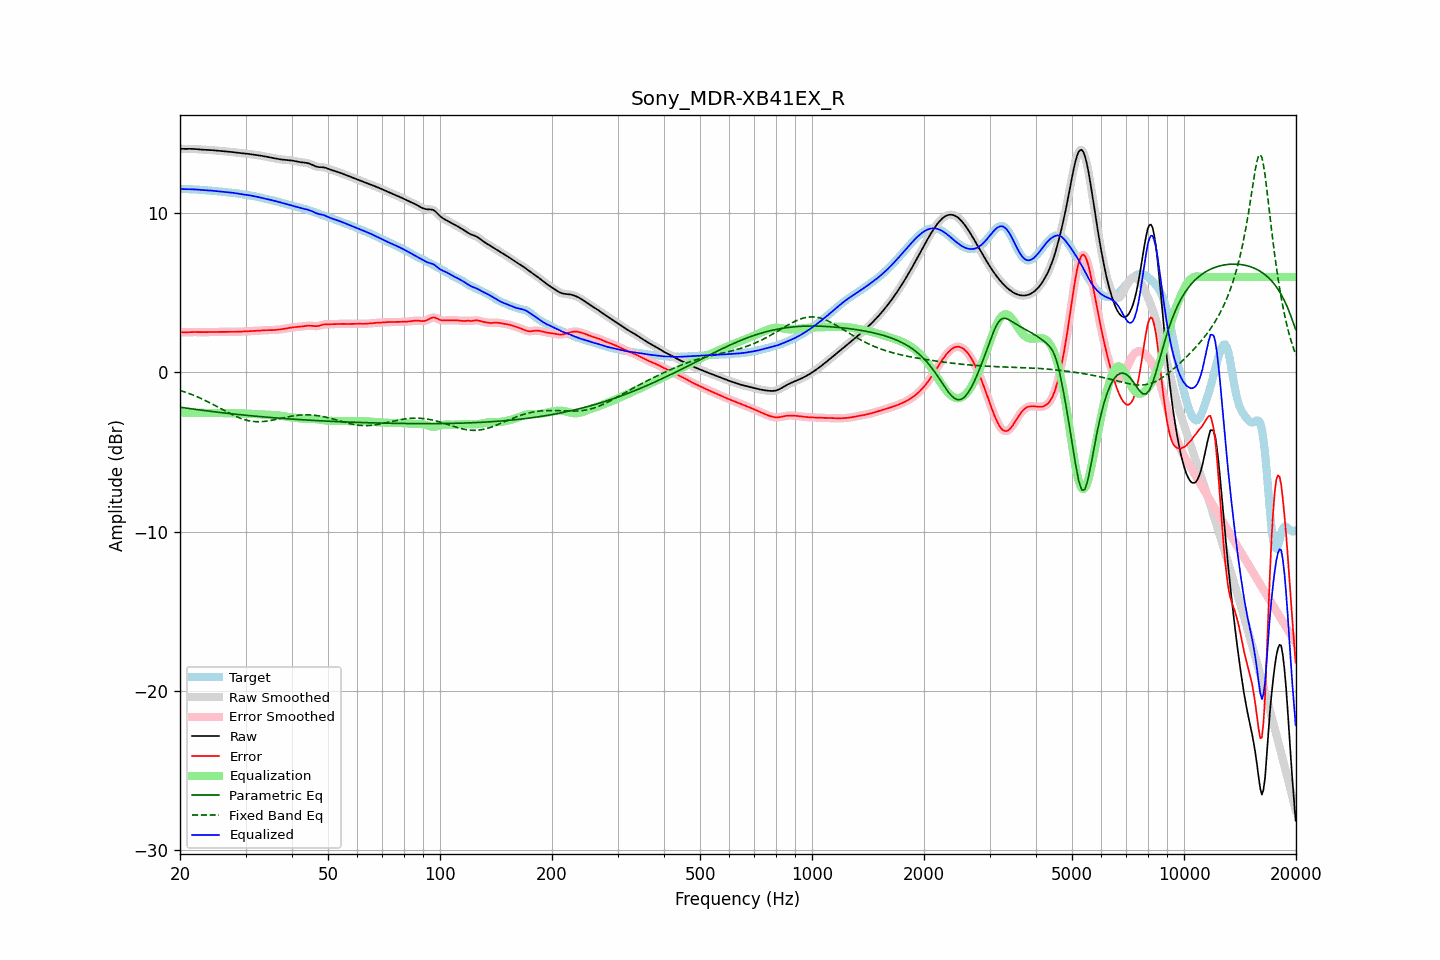 Sony_MDR-XB41EX_R
Amplitude (dBr)
10
0
−10
−20
−30
Target
Raw Smoothed
Error Smoothed
Raw
Error
Equalization
Parametric Eq
Fixed Band Eq
Equalized
20 50 100 200 500 1000 2000 5000 10000 20000
Frequency (Hz)